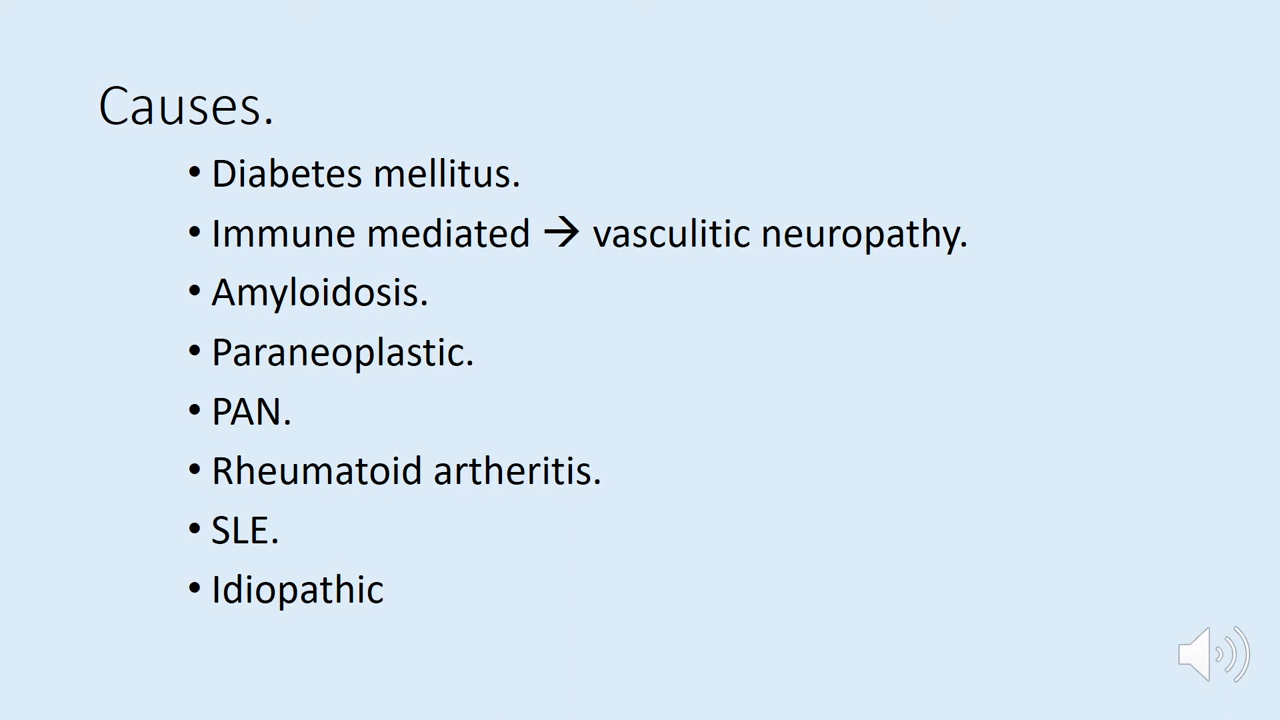 Causes.
• Diabetes mellitus.
• Immune mediated → vasculitic neuropathy.
• Amyloidosis.
• Paraneoplastic.
• PAN.
• Rheumatoid artheritis.
• SLE.
• Idiopathic